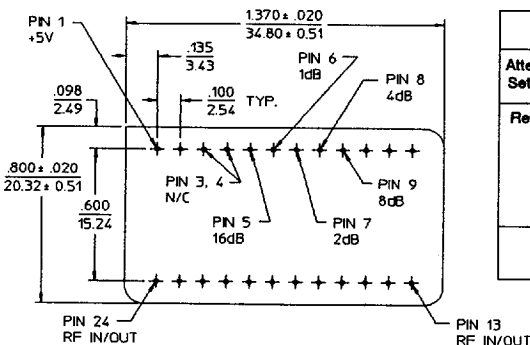 PIN 1
+5V
1.370± .020
34.80 ± 0.51
.135
3.43
PIN 6
1dB
PIN 8
4dB
.098
2.49
.100
2.54
TYP.
.800± .020
20.32± 0.51
.600
15.24
PIN 3, 4
N/C
PIN 5
16dB
PIN 7
2dB
PIN 9
8dB
PIN 24
RF IN/OUT
PIN 13
RF IN/OUT
Atte
Set
Re